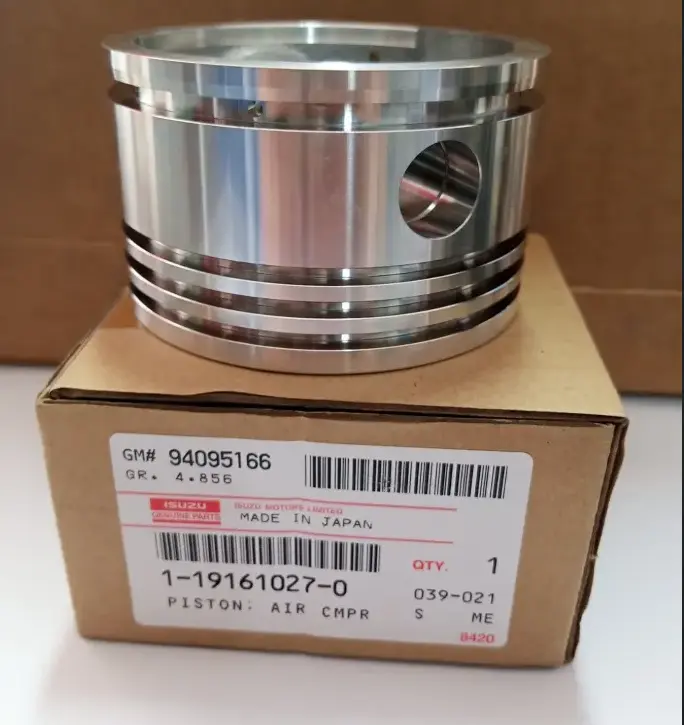 GM# 94095166
GR. 4.856
ISUZU
GENUINE PARTS
ISUZU MOTORS LIMITED
MADE IN JAPAN
QTY. 1
1-19161027-0
039-021
PISTON; AIR CMPR
S ME
8420